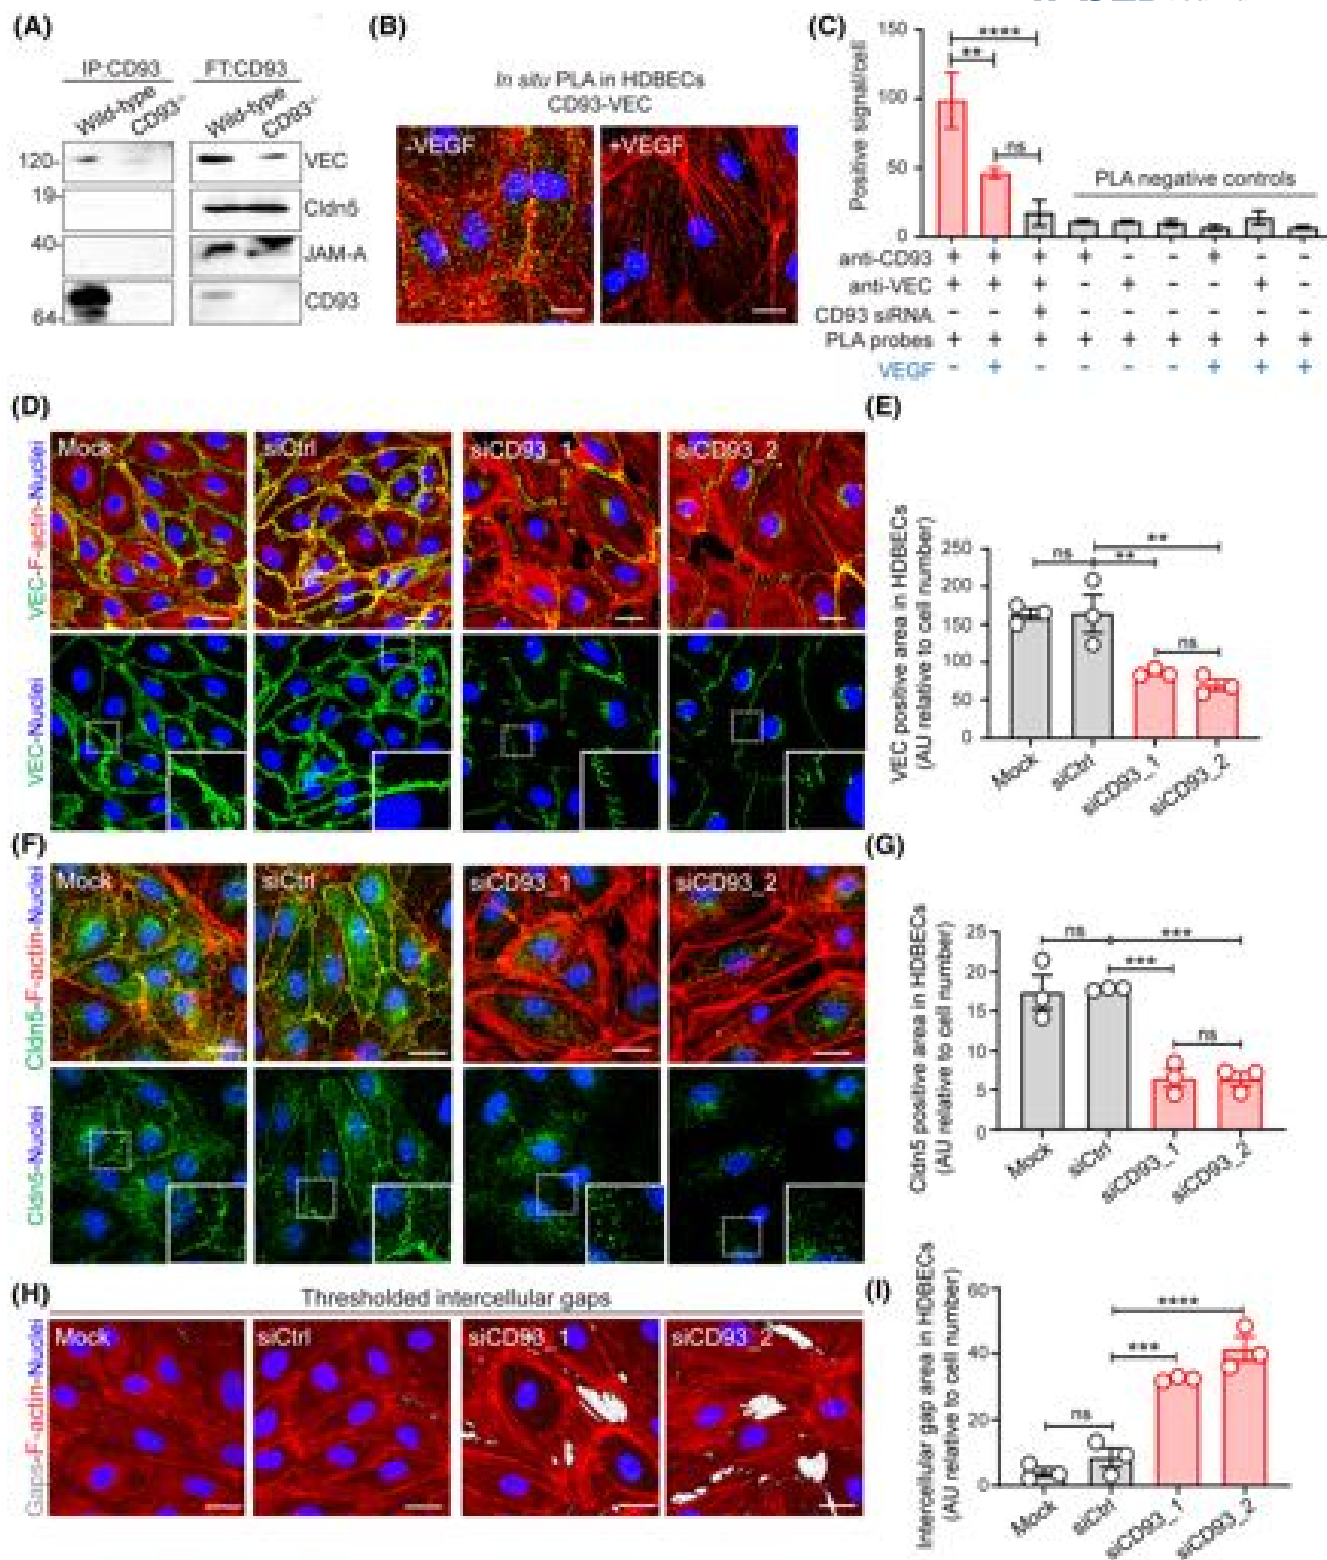 (A)
IP:CD93 FT:CD93
Wild-type CD93-/- Wild-type CD93-/-
120- VEC
19- Cldn5
40- JAM-A
64- CD93
(B)
In situ PLA in HDBECs
CD93-VEC
-VEGF +VEGF
(C)
Positive signal/cell
150
100
50
0
****
**
ns
PLA negative controls
anti-CD93 + + + + - - + - -
anti-VEC + + + - + - - + -
CD93 siRNA - - + - - - - - -
PLA probes + + + + + + + + +
VEGF - + - - - - + + +
(D)
VEC-F-actin-Nuclei
Mock siCtrl siCD93_1 siCD93_2
VEC-Nuclei
(E)
VEC positive area in HDBECs
(AU relative to cell number)
250
200
150
100
50
0
ns ** **
ns
Mock siCtrl siCD93_1 siCD93_2
(F)
Cldn5-F-actin-Nuclei
Mock siCtrl siCD93_1 siCD93_2
Cldn5-Nuclei
(G)
Cldn5 positive area in HDBECs
(AU relative to cell number)
25
20
15
10
5
0
ns ***
***
ns
Mock siCtrl siCD93_1 siCD93_2
(H)
Thresholded intercellular gaps
Gaps-F-actin-Nuclei
Mock siCtrl siCD93_1 siCD93_2
(I)
Intercellular gap area in HDBECs
(AU relative to cell number)
60
40
20
0
****
***
ns
Mock siCtrl siCD93_1 siCD93_2